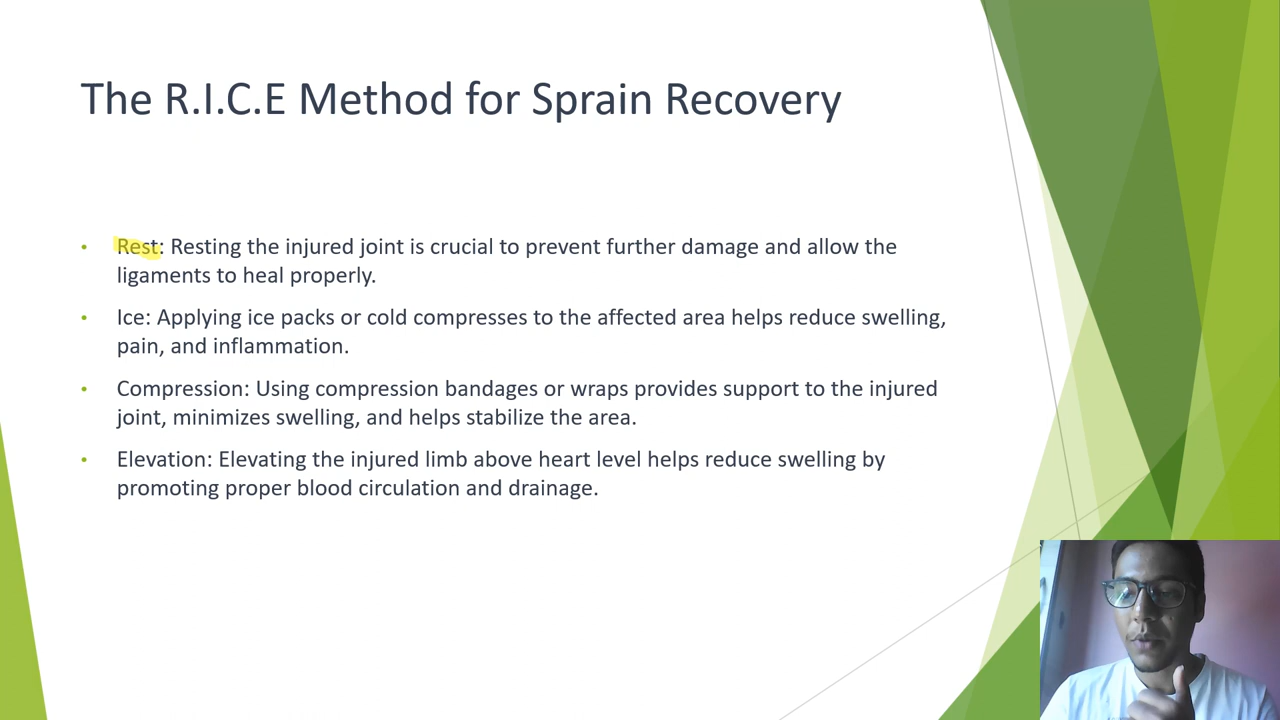 The R.I.C.E Method for Sprain Recovery
• Rest: Resting the injured joint is crucial to prevent further damage and allow the
ligaments to heal properly.
• Ice: Applying ice packs or cold compresses to the affected area helps reduce swelling,
pain, and inflammation.
• Compression: Using compression bandages or wraps provides support to the injured
joint, minimizes swelling, and helps stabilize the area.
• Elevation: Elevating the injured limb above heart level helps reduce swelling by
promoting proper blood circulation and drainage.